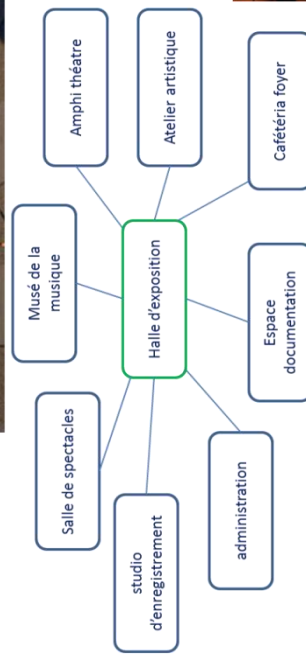 Amphi théatre
Atelier artistique
Cafétéria foyer
Musé de la
musique
Halle d'exposition
Espace
documentation
Salle de spectacles
studio
d'enregistrement
administration